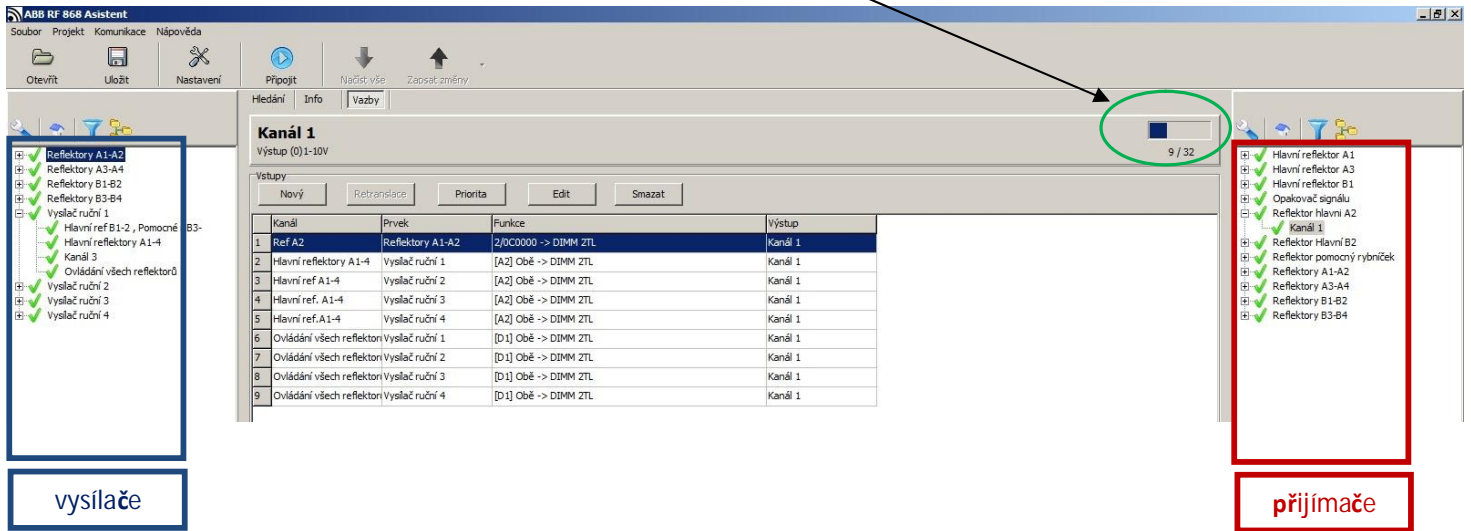 ABB RF 868 Asistent
Soubor Projekt Komunikace Nápověda
Otevřít Uložit Nastavení Připojit Načíst vše Zapsat změny
Hledání Info Vazby
Kanál 1
Výstup (0)1-10V
9 / 32
Vstupy
Nový Retranslace Priorita Edit Smazat
Kanál Prvek Funkce Výstup
1 Ref A2 Reflektory A1-A2 2/0C0000 -> DIMM 2TL Kanál 1
2 Hlavní reflektory A1-4 Vysílač ruční 1 [A2] Obě -> DIMM 2TL Kanál 1
3 Hlavní ref A1-4 Vysílač ruční 2 [A2] Obě -> DIMM 2TL Kanál 1
4 Hlavní ref. A1-4 Vysílač ruční 3 [A2] Obě -> DIMM 2TL Kanál 1
5 Hlavní ref.A1-4 Vysílač ruční 4 [A2] Obě -> DIMM 2TL Kanál 1
6 Ovládání všech reflektorů Vysílač ruční 1 [D1] Obě -> DIMM 2TL Kanál 1
7 Ovládání všech reflektorů Vysílač ruční 2 [D1] Obě -> DIMM 2TL Kanál 1
8 Ovládání všech reflektorů Vysílač ruční 3 [D1] Obě -> DIMM 2TL Kanál 1
9 Ovládání všech reflektorů Vysílač ruční 4 [D1] Obě -> DIMM 2TL Kanál 1
Reflektory A1-A2
Reflektory A3-A4
Reflektory B1-B2
Reflektory B3-B4
Vysílač ruční 1
Hlavní ref B1-2 , Pomocné B3-
Hlavní reflektory A1-4
Kanál 3
Ovládání všech reflektorů
Vysílač ruční 2
Vysílač ruční 3
Vysílač ruční 4
vysílače
Hlavní reflektor A1
Hlavní reflektor A3
Hlavní reflektor B1
Opakovač signálu
Reflektor hlavni A2
Kanál 1
Reflektor Hlavní B2
Reflektor pomocný rybníček
Reflektory A1-A2
Reflektory A3-A4
Reflektory B1-B2
Reflektory B3-B4
přijímače